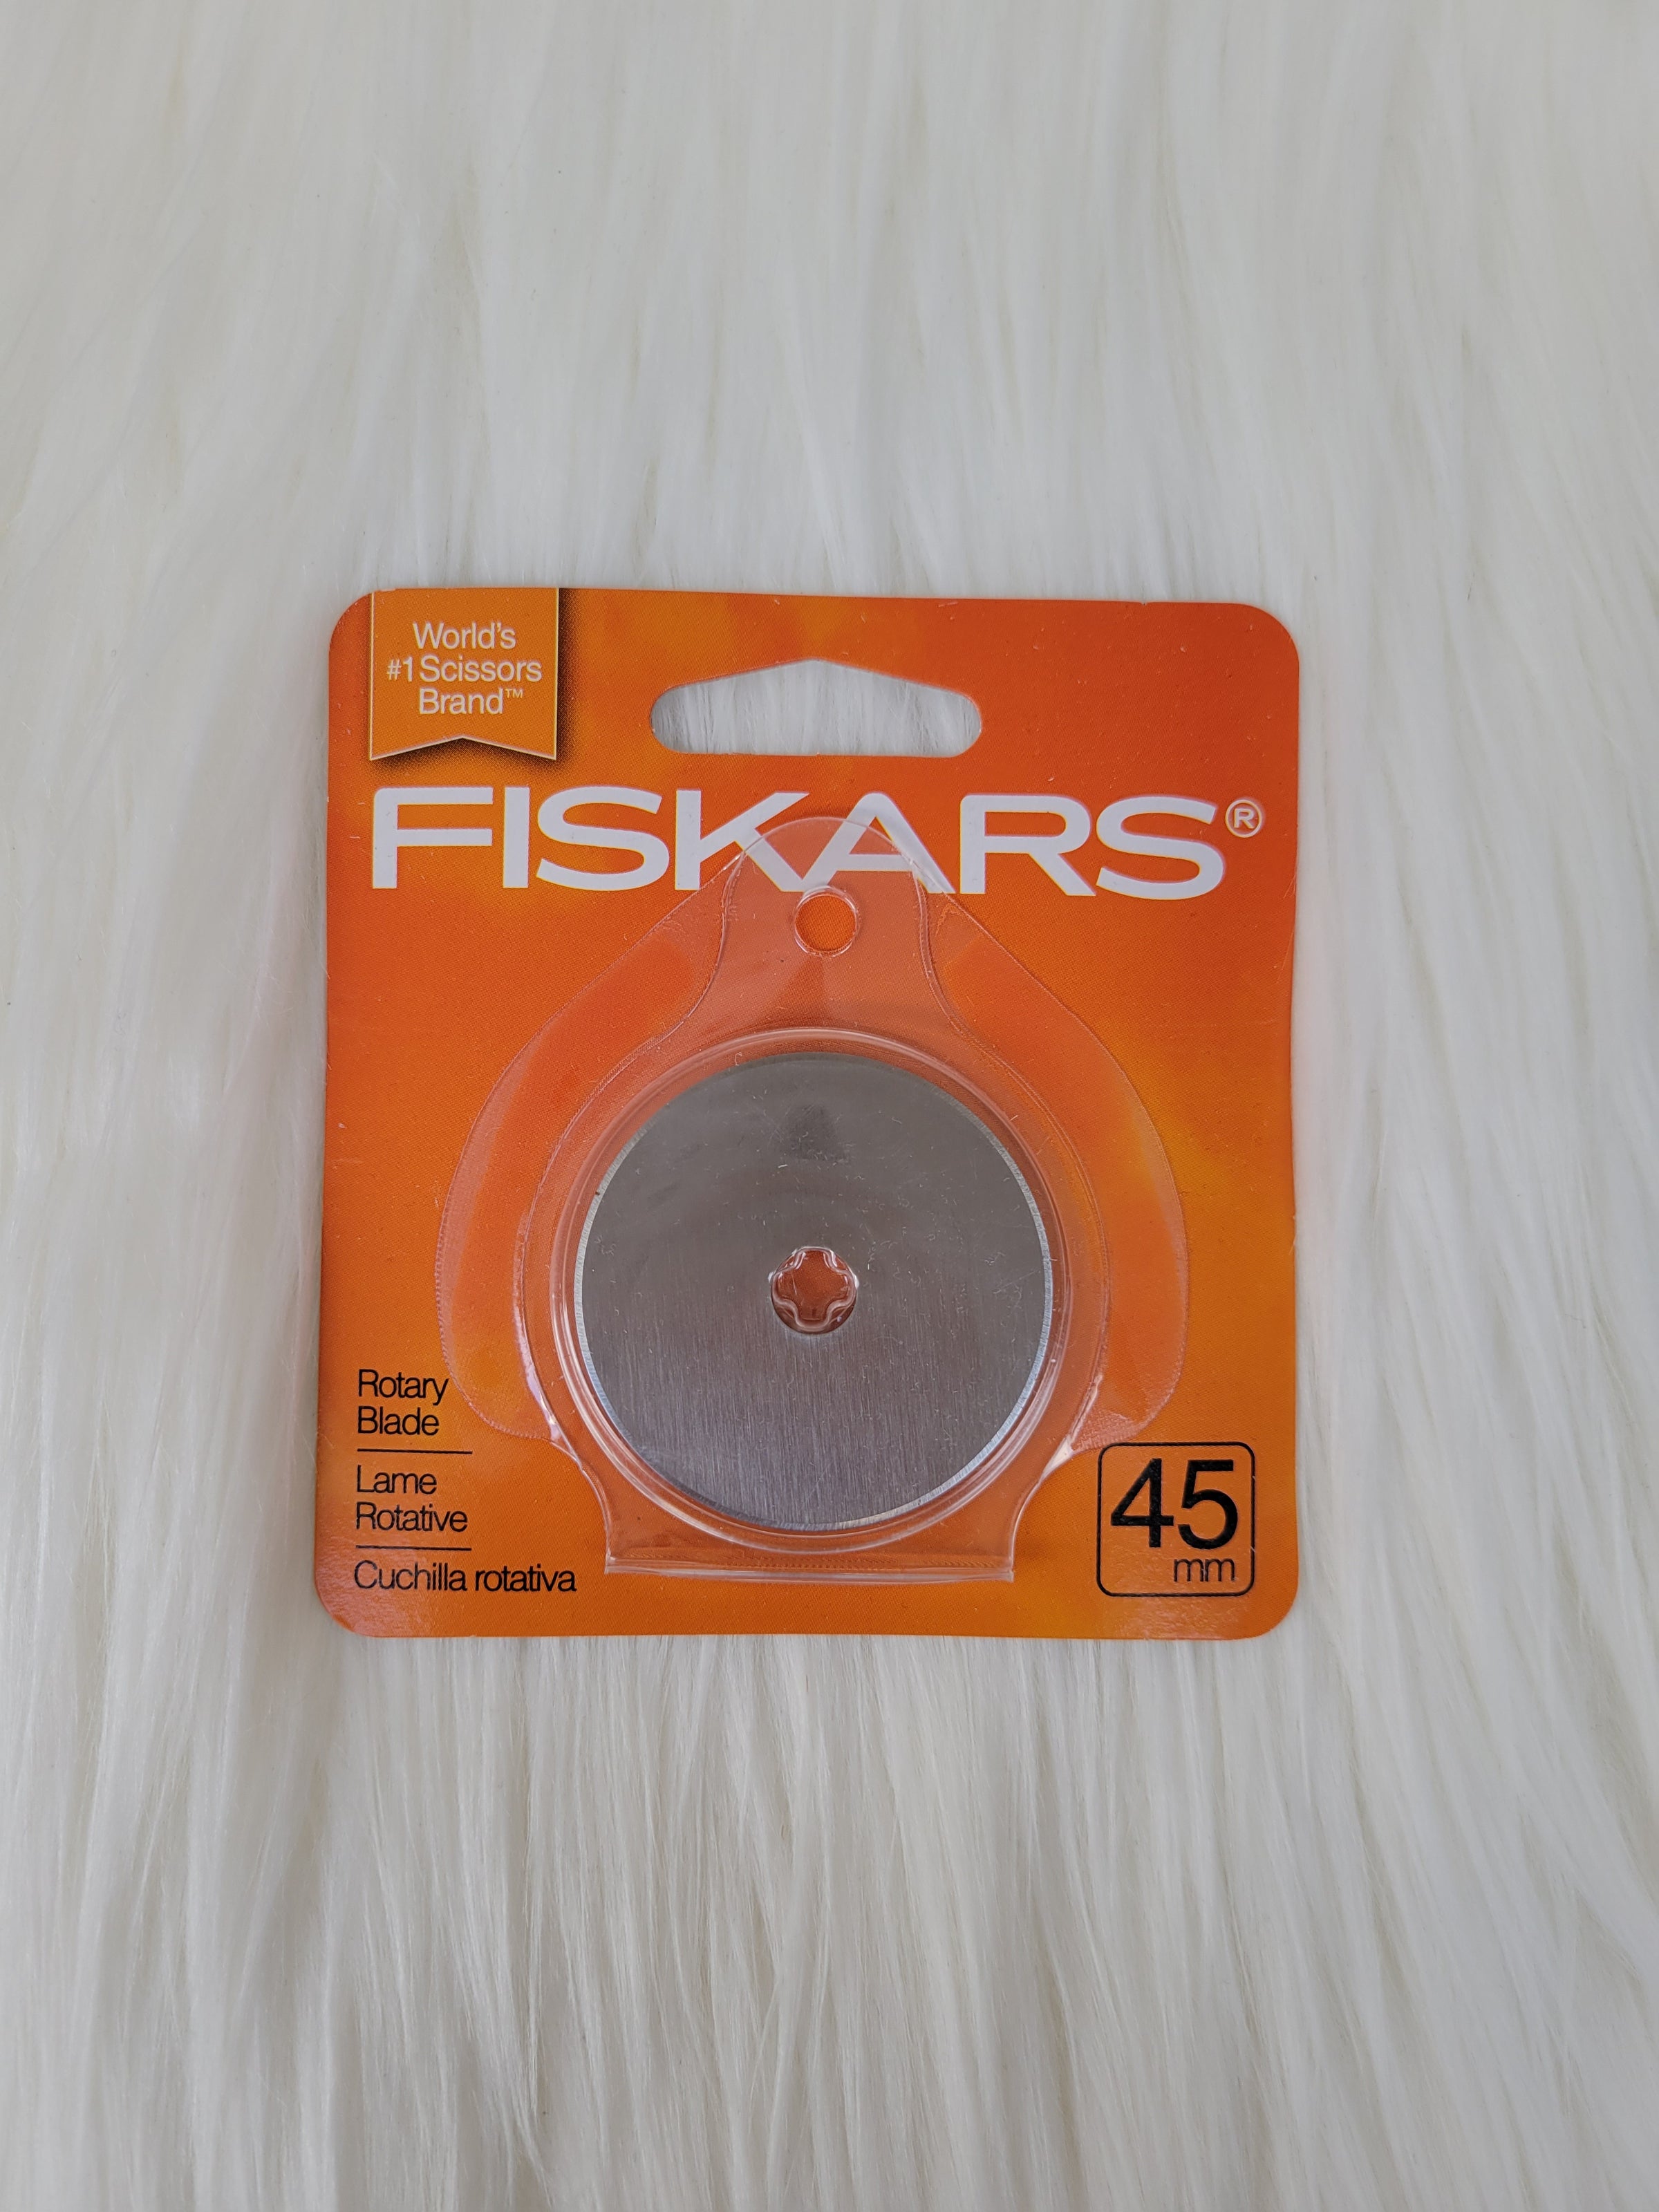 World's
#1 Scissors
Brand™
FISKARS®
Rotary
Blade
Lame
Rotative
Cuchilla rotativa
45
mm